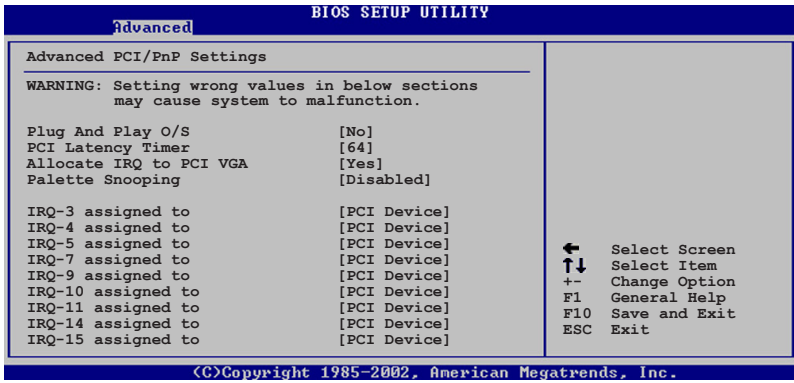 BIOS SETUP UTILITY
Advanced
Advanced PCI/PnP Settings
WARNING: Setting wrong values in below sections
may cause system to malfunction.
Plug And Play O/S [No]
PCI Latency Timer [64]
Allocate IRQ to PCI VGA [Yes]
Palette Snooping [Disabled]
IRQ-3 assigned to [PCI Device]
IRQ-4 assigned to [PCI Device]
IRQ-5 assigned to [PCI Device]
IRQ-7 assigned to [PCI Device]
IRQ-9 assigned to [PCI Device]
IRQ-10 assigned to [PCI Device]
IRQ-11 assigned to [PCI Device]
IRQ-14 assigned to [PCI Device]
IRQ-15 assigned to [PCI Device]
← Select Screen
↑↓ Select Item
+- Change Option
F1 General Help
F10 Save and Exit
ESC Exit
(C)Copyright 1985-2002, American Megatrends, Inc.